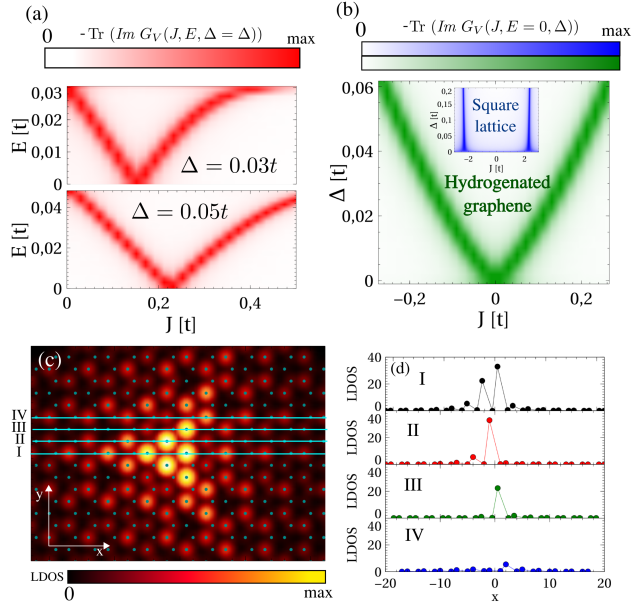 (a)
0 -Tr (Im G_V(J, E, Δ = Δ)) max
0,03
0,02
0,01
0
E [t]
Δ = 0.03t
0,04
0,02
0
E [t]
Δ = 0.05t
0 0,2 0,4
J [t]
(b)
0 -Tr (Im G_V(J, E = 0, Δ)) max
0,06
0,04
0,02
0
Δ [t]
0,2
0,15
0,1
0,05
0
Δ [t]
Square
lattice
−2 0 2
J [t]
Hydrogenated
graphene
−0,2 0 0,2
J [t]
(c)
IV
III
II
I
y
x
LDOS
0 max
(d)
40
20
0
LDOS
I
40
20
0
LDOS
II
40
20
0
LDOS
III
40
20
0
LDOS
IV
−20 −10 0 10 20
x